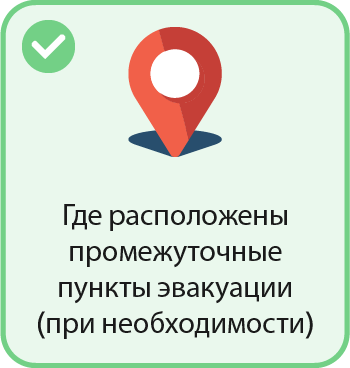 Где расположены
промежуточные
пункты эвакуации
(при необходимости)